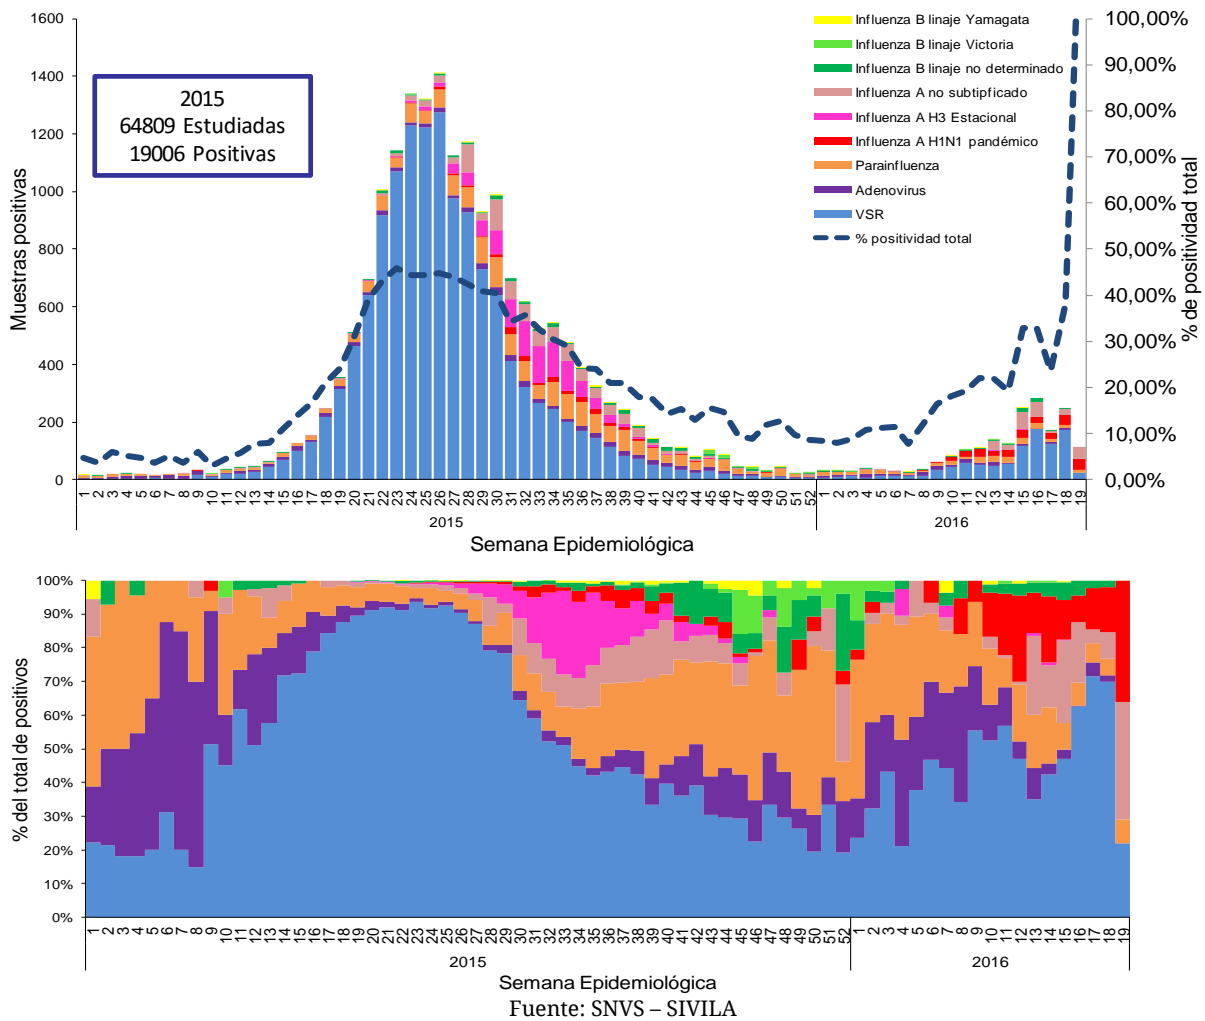 1600
1400
1200
1000
800
600
400
200
0
Muestras positivas
2015
64809 Estudiadas
19006 Positivas
Influenza B linaje Yamagata
Influenza B linaje Victoria
Influenza B linaje no determinado
Influenza A no subtipficado
Influenza A H3 Estacional
Influenza A H1N1 pandémico
Parainfluenza
Adenovirus
VSR
% positividad total
100,00%
90,00%
80,00%
70,00%
60,00%
50,00%
40,00%
30,00%
20,00%
10,00%
0,00%
% de positividad total
1 2 3 4 5 6 7 8 9 10 11 12 13 14 15 16 17 18 19 20 21 22 23 24 25 26 27 28 29 30 31 32 33 34 35 36 37 38 39 40 41 42 43 44 45 46 47 48 49 50 51 52 1 2 3 4 5 6 7 8 9 10 11 12 13 14 15 16 17 18 19
2015 2016
Semana Epidemiológica
100%
90%
80%
70%
60%
50%
40%
30%
20%
10%
0%
% del total de positivos
1 2 3 4 5 6 7 8 9 10 11 12 13 14 15 16 17 18 19 20 21 22 23 24 25 26 27 28 29 30 31 32 33 34 35 36 37 38 39 40 41 42 43 44 45 46 47 48 49 50 51 52 1 2 3 4 5 6 7 8 9 10 11 12 13 14 15 16 17 18 19
2015 2016
Semana Epidemiológica
Fuente: SNVS – SIVILA